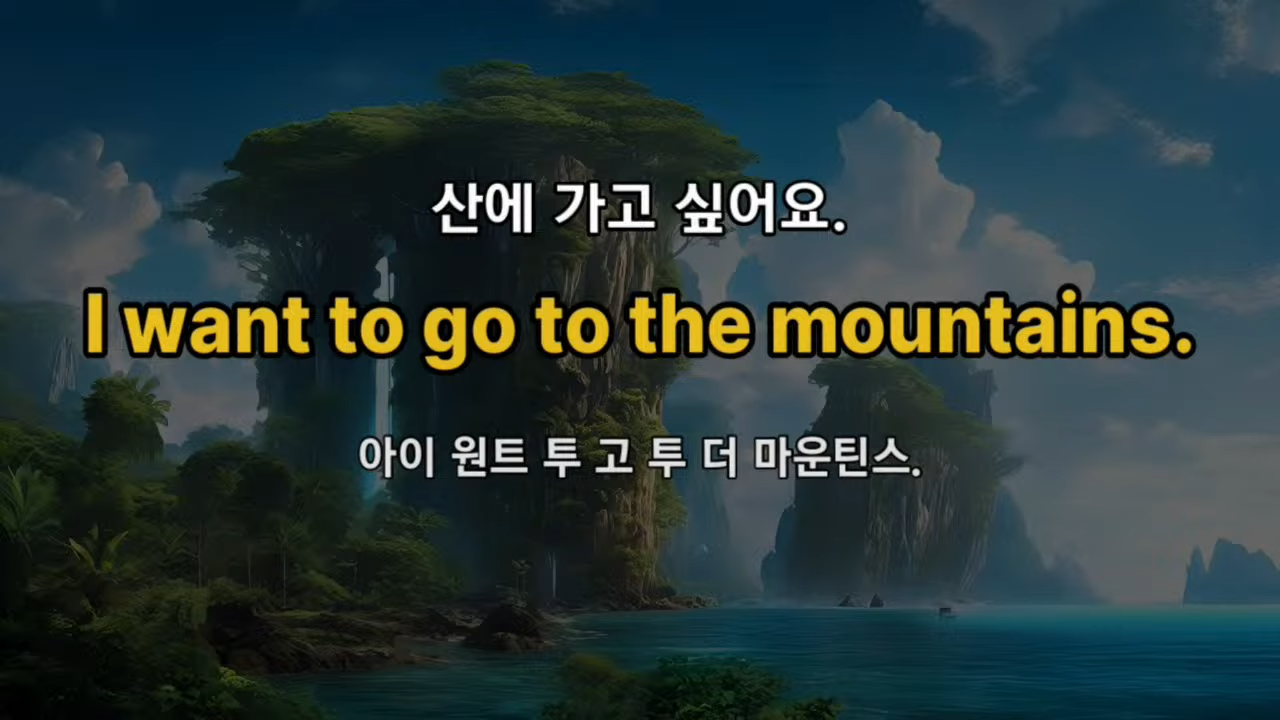 산에 가고 싶어요.
I want to go to the mountains.
아이 원트 투 고 투 더 마운틴스.